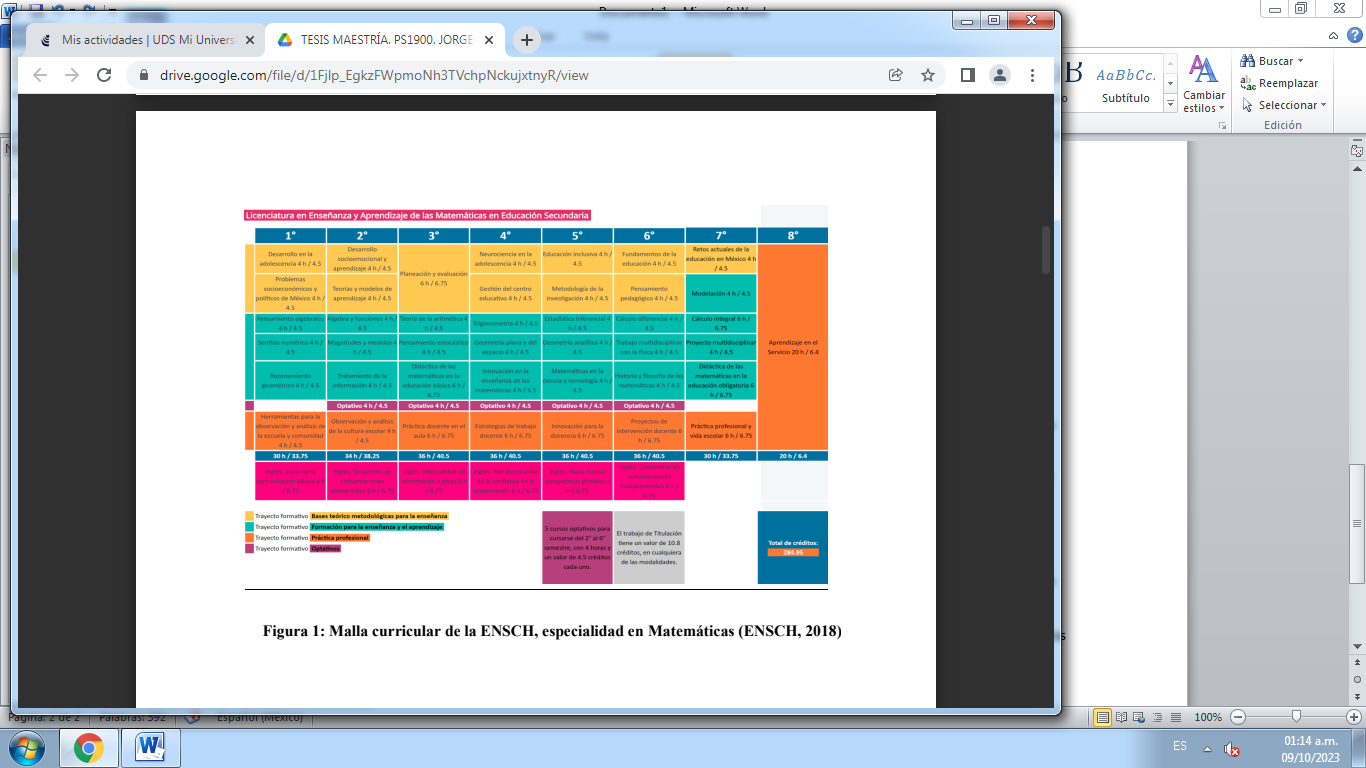 Mis actividades | UDS Mi Univers
TESIS MAESTRÍA. PS1900. JORGE
drive.google.com/file/d/1FjIp_EgkzFWpmoNh3TVchpNckujxtnyR/view
AaBbCc.
Subtítulo
Cambiar
estilos
Buscar
Reemplazar
Seleccionar
Edición
Licenciatura en Enseñanza y Aprendizaje de las Matemáticas en Educación Secundaria
1° 2° 3° 4° 5° 6° 7° 8°
Desarrollo en la
adolescencia 4 h / 4.5
Desarrollo
socioemocional y
aprendizaje 4 h / 4.5
Planeación y evaluación
6 h / 6.75
Neurociencia en la
adolescencia 4 h / 4.5
Educación inclusiva 4 h /
4.5
Fundamentos de la
educación 4 h / 4.5
Retos actuales de la
educación en México 4 h
/ 4.5
Problemas
socioeconómicos y
políticos de México 4 h /
4.5
Teorías y modelos de
aprendizaje 4 h / 4.5
Gestión del centro
educativo 4 h / 4.5
Metodología de la
investigación 4 h / 4.5
Pensamiento
pedagógico 4 h / 4.5
Modelación 4 h / 4.5
Pensamiento algebraico
4 h / 4.5
Álgebra y funciones 4 h /
4.5
Teoría de la aritmética 4
h / 4.5
Trigonometría 4 h / 4.5
Estadística inferencial 4
h / 4.5
Cálculo diferencial 4 h /
4.5
Cálculo integral 6 h /
6.75
Sentido numérico 4 h /
4.5
Magnitudes y medidas 4
h / 4.5
Pensamiento estocástico
4 h / 4.5
Geometría plana y del
espacio 4 h / 4.5
Geometría analítica 4 h /
4.5
Trabajo multidisciplinar
con la física 4 h / 4.5
Proyecto multidisciplinar
4 h / 4.5
Aprendizaje en el
Servicio 20 h / 6.4
Razonamiento
geométrico 4 h / 4.5
Tratamiento de la
información 4 h / 4.5
Didáctica de las
matemáticas en la
educación básica 6 h /
6.75
Innovación en la
enseñanza de las
matemáticas 4 h / 4.5
Matemáticas en la
ciencia y tecnología 4 h /
4.5
Historia y filosofía de las
matemáticas 4 h / 4.5
Didáctica de las
matemáticas en la
educación obligatoria 6
h / 6.75
Optativo 4 h / 4.5 Optativo 4 h / 4.5 Optativo 4 h / 4.5 Optativo 4 h / 4.5 Optativo 4 h / 4.5
Herramientas para la
observación y análisis de
la escuela y comunidad
4 h / 4.5
Observación y análisis
de la cultura escolar 4 h
/ 4.5
Práctica docente en el
aula 6 h / 6.75
Estrategias de trabajo
docente 6 h / 6.75
Innovación para la
docencia 6 h / 6.75
Proyectos de
intervención docente 6
h / 6.75
Práctica profesional y
vida escolar 6 h / 6.75
30 h / 33.75 34 h / 38.25 36 h / 40.5 36 h / 40.5 36 h / 40.5 36 h / 40.5 30 h / 33.75 20 h / 6.4
Trayecto formativo Bases teórico metodológicas para la enseñanza
Trayecto formativo Formación para la enseñanza y el aprendizaje
Trayecto formativo Práctica profesional
Trayecto formativo Optativos
5 cursos optativos para
cursarse del 2° al 6°
semestre, con 4 horas y
un valor de 4.5 créditos
cada uno.
El trabajo de Titulación
tiene un valor de 10.8
créditos, en cualquiera
de las modalidades.
Total de créditos:
284.95
Figura 1: Malla curricular de la ENSCH, especialidad en Matemáticas (ENSCH, 2018)
Página: 2 de 2 Palabras: 592 Español (México)
100%
ES
01:14 a.m.
09/10/2023